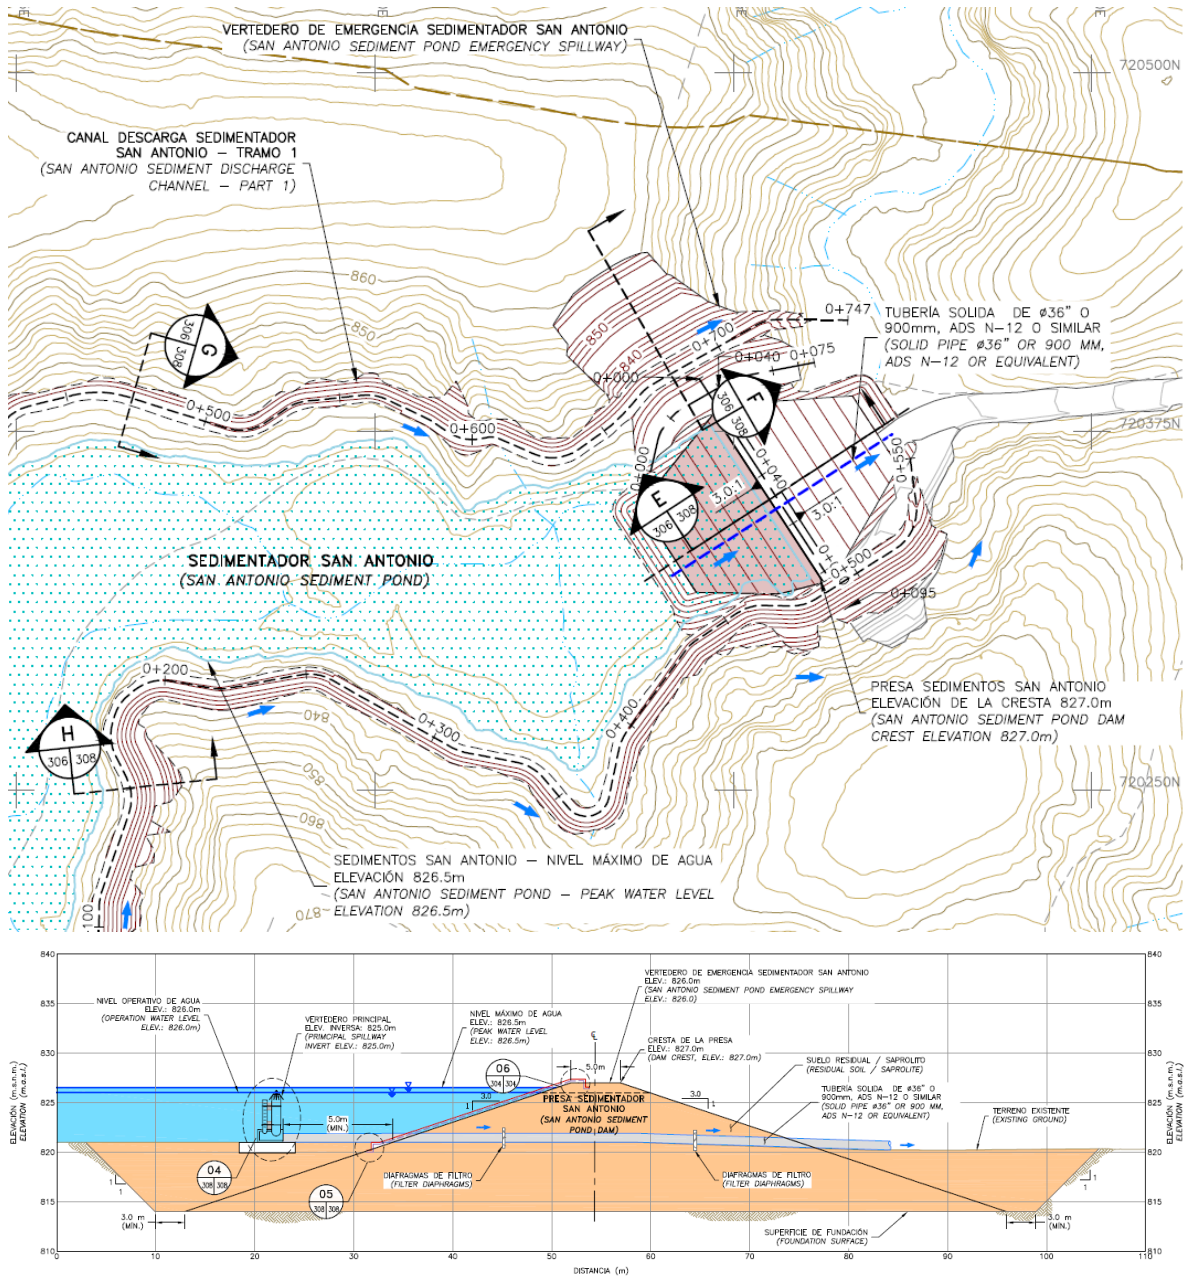 VERTEDERO DE EMERGENCIA SEDIMENTADOR SAN ANTONIO
(SAN ANTONIO SEDIMENT POND EMERGENCY SPILLWAY)
720500N
CANAL DESCARGA SEDIMENTADOR
SAN ANTONIO – TRAMO 1
(SAN ANTONIO SEDIMENT DISCHARGE
CHANNEL – PART 1)
860
850
850
840
0+747
0+700
0+040
0+075
TUBERÍA SOLIDA DE ø36" O
900mm, ADS N–12 O SIMILAR
(SOLID PIPE ø36" OR 900 MM,
ADS N–12 OR EQUIVALENT)
G
306
308
0+000
F
306
308
0+500
0+600
720375N
0+000
0+040
0+550
E
306
308
3.0:1
3.0:1
0+500
0+095
SEDIMENTADOR SAN ANTONIO
(SAN ANTONIO SEDIMENT POND)
0+200
0+300
0+400
840
850
860
870
H
306
308
PRESA SEDIMENTOS SAN ANTONIO
ELEVACIÓN DE LA CRESTA 827.0m
(SAN ANTONIO SEDIMENT POND DAM
CREST ELEVATION 827.0m)
720250N
SEDIMENTOS SAN ANTONIO – NIVEL MÁXIMO DE AGUA
ELEVACIÓN 826.5m
(SAN ANTONIO SEDIMENT POND – PEAK WATER LEVEL
ELEVATION 826.5m)
840
835
830
825
820
815
810
ELEVACIÓN (m.s.n.m.)
ELEVATION (m.a.s.l.)
NIVEL OPERATIVO DE AGUA
ELEV.: 826.0m
(OPERATION WATER LEVEL
ELEV.: 826.0m)
VERTEDERO PRINCIPAL
ELEV. INVERSA: 825.0m
(PRIMCIPAL SPILLWAY
INVERT ELEV.: 825.0m)
NIVEL MÁXIMO DE AGUA
ELEV.: 826.5m
(PEAK WATER LEVEL
ELEV.: 826.5m)
VERTEDERO DE EMERGENCIA SEDIMENTADOR SAN ANTONIO
ELEV.: 826.0m
(SAN ANTONIO SEDIMENT POND EMERGENCY SPILLWAY
ELEV.: 826.0)
CRESTA DE LA PRESA
ELEV.: 827.0m
(DAM CREST, ELEV.: 827.0m)
5.0m
06
304
304
SUELO RESIDUAL / SAPROLITO
(RESIDUAL SOIL / SAPROLITE)
TUBERÍA SOLIDA DE ø36" O
900mm, ADS N–12 O SIMILAR
(SOLID PIPE ø36" OR 900 MM,
ADS N–12 OR EQUIVALENT)
TERRENO EXISTENTE
(EXISTING GROUND)
3.0
1
3.0
1
PRESA SEDIMENTADOR
SAN ANTONIO
(SAN ANTONIO SEDIMENT
POND DAM)
5.0m
(MIN.)
04
308
308
05
308
308
DIAFRAGMAS DE FILTRO
(FILTER DIAPHRAGMS)
DIAFRAGMAS DE FILTRO
(FILTER DIAPHRAGMS)
1
1
1
1
3.0 m
(MIN.)
3.0 m
(MIN.)
SUPERFICIE DE FUNDACIÓN
(FOUNDATION SURFACE)
840
835
830
825
820
815
810
ELEVACIÓN (m.s.n.m.)
ELEVATION (m.a.s.l.)
0
10
20
30
40
50
60
70
80
90
100
110
DISTANCIA (m)